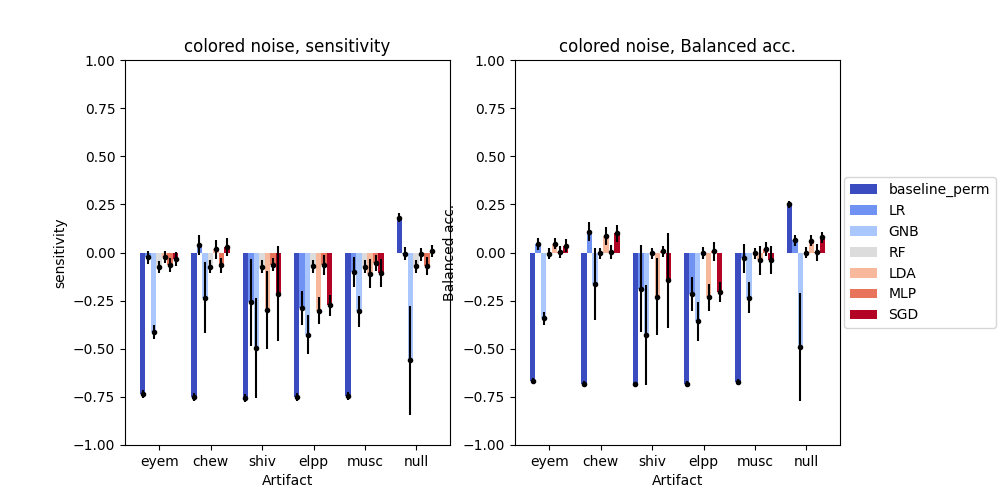 colored noise, sensitivity
1.00
0.75
0.50
0.25
0.00
−0.25
−0.50
−0.75
−1.00
sensitivity
eyem chew shiv elpp musc null
Artifact
colored noise, Balanced acc.
1.00
0.75
0.50
0.25
0.00
−0.25
−0.50
−0.75
−1.00
Balanced acc.
eyem chew shiv elpp musc null
Artifact
baseline_perm
LR
GNB
RF
LDA
MLP
SGD